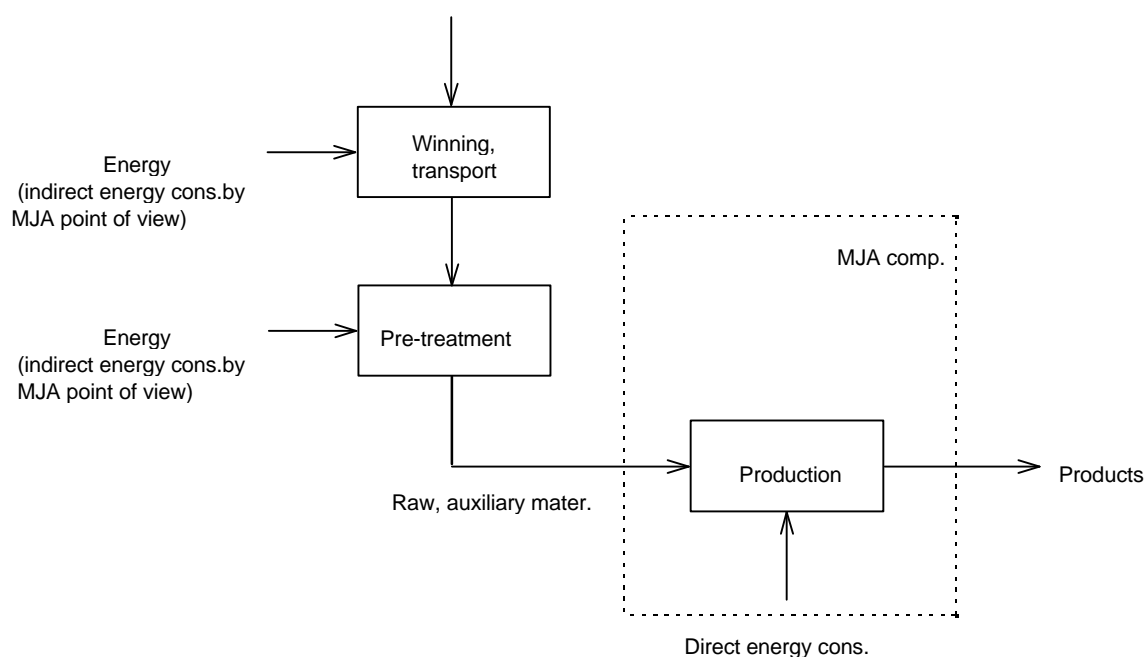 Winning,
transport
Energy
(indirect energy cons.by
MJA point of view)
MJA comp.
Pre-treatment
Energy
(indirect energy cons.by
MJA point of view)
Production
Products
Raw, auxiliary mater.
Direct energy cons.